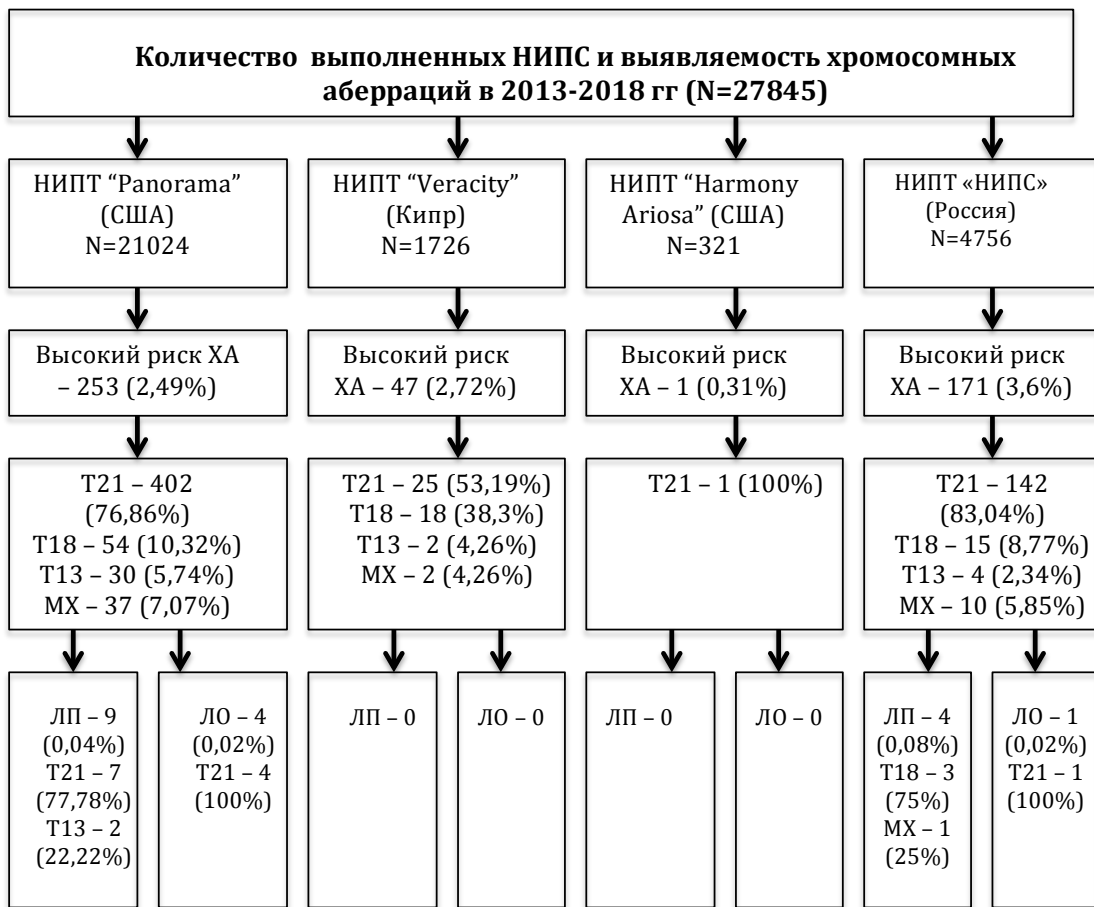 Количество выполненных НИПС и выявляемость хромосомных
аберраций в 2013-2018 гг (N=27845)
НИПТ “Panorama”
(США)
N=21024
НИПТ “Veracity”
(Кипр)
N=1726
НИПТ “Harmony
Ariosa” (США)
N=321
НИПТ «НИПС»
(Россия)
N=4756
Высокий риск ХА
– 253 (2,49%)
Высокий риск
ХА – 47 (2,72%)
Высокий риск
ХА – 1 (0,31%)
Высокий риск
ХА – 171 (3,6%)
Т21 – 402
(76,86%)
Т18 – 54 (10,32%)
Т13 – 30 (5,74%)
МХ – 37 (7,07%)
Т21 – 25 (53,19%)
Т18 – 18 (38,3%)
Т13 – 2 (4,26%)
МХ – 2 (4,26%)
Т21 – 1 (100%)
Т21 – 142
(83,04%)
Т18 – 15 (8,77%)
Т13 – 4 (2,34%)
МХ – 10 (5,85%)
ЛП – 9
(0,04%)
Т21 – 7
(77,78%)
Т13 – 2
(22,22%)
ЛО – 4
(0,02%)
Т21 – 4
(100%)
ЛП – 0
ЛО – 0
ЛП – 0
ЛО – 0
ЛП – 4
(0,08%)
Т18 – 3
(75%)
МХ – 1
(25%)
ЛО – 1
(0,02%)
Т21 – 1
(100%)